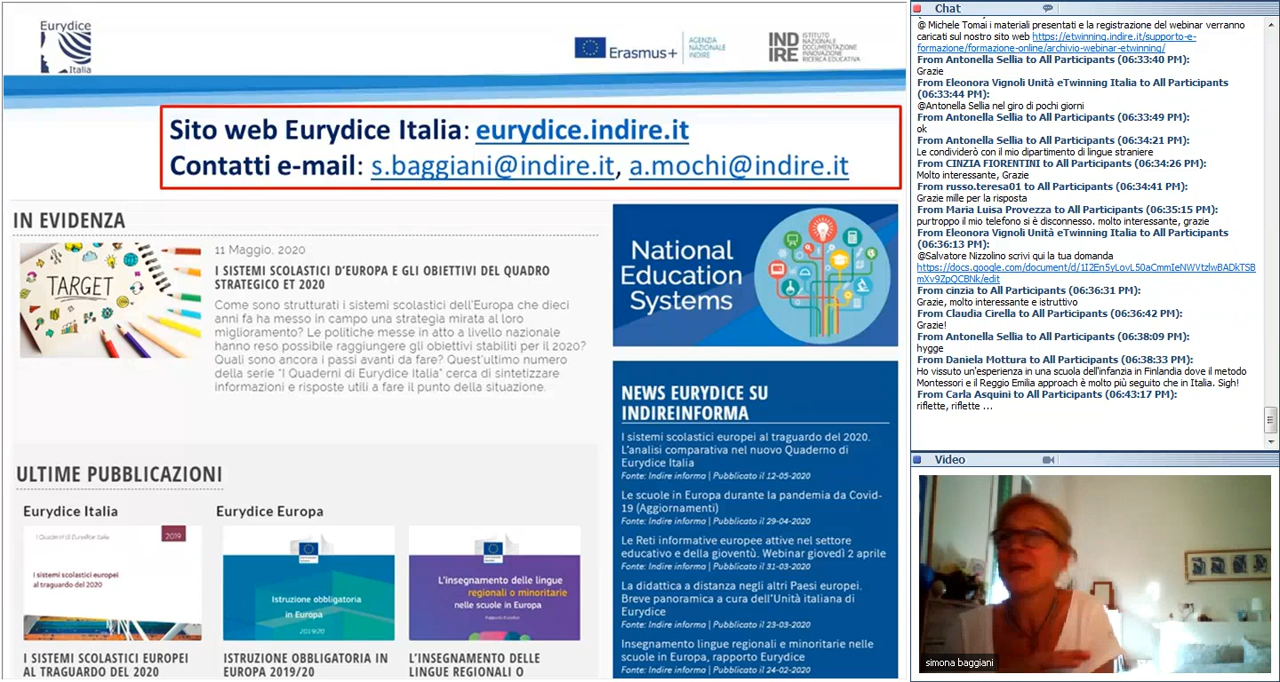 Eurydice
Italia
Erasmus+
AGENZIA
NAZIONALE
INDIRE
IND
IRE
ISTITUTO
NAZIONALE
DOCUMENTAZIONE
INNOVAZIONE
RICERCA EDUCATIVA
Sito web Eurydice Italia: eurydice.indire.it
Contatti e-mail: s.baggiani@indire.it, a.mochi@indire.it
IN EVIDENZA
TARGET
11 Maggio, 2020
I SISTEMI SCOLASTICI D'EUROPA E GLI OBIETTIVI DEL QUADRO
STRATEGICO ET 2020
Come sono strutturati i sistemi scolastici dell'Europa che dieci
anni fa ha messo in campo una strategia mirata al loro
miglioramento? Le politiche messe in atto a livello nazionale
hanno reso possibile raggiungere gli obiettivi stabiliti per il 2020?
Quali sono ancora i passi avanti da fare? Quest'ultimo numero
della serie "I Quaderni di Eurydice Italia" cerca di sintetizzare
informazioni e risposte utili a fare il punto della situazione.
National
Education
Systems
ULTIME PUBBLICAZIONI
Eurydice Italia
Eurydice Europa
I Quaderni di Eurydice Italia
2019
I sistemi scolastici europei
al traguardo del 2020
Istruzione obbligatoria
in Europa
2019/20
L'insegnamento delle lingue
regionali o minoritarie
nelle scuole in Europa
Rapporto Eurydice
I SISTEMI SCOLASTICI EUROPEI
AL TRAGUARDO DEL 2020
ISTRUZIONE OBBLIGATORIA IN
EUROPA 2019/20
L'INSEGNAMENTO DELLE
LINGUE REGIONALI O
NEWS EURYDICE SU
INDIREINFORMA
I sistemi scolastici europei al traguardo del 2020.
L'analisi comparativa nel nuovo Quaderno di
Eurydice Italia
Fonte: Indire informa | Pubblicato il 12-05-2020
Le scuole in Europa durante la pandemia da Covid-
19 (Aggiornamenti)
Fonte: Indire informa | Pubblicato il 29-04-2020
Le Reti informative europee attive nel settore
educativo e della gioventù. Webinar giovedì 2 aprile
Fonte: Indire informa | Pubblicato il 31-03-2020
La didattica a distanza negli altri Paesi europei.
Breve panoramica a cura dell'Unità italiana di
Eurydice
Fonte: Indire informa | Pubblicato il 23-03-2020
Insegnamento lingue regionali e minoritarie nelle
scuole in Europa, rapporto Eurydice
Fonte: Indire informa | Pubblicato il 24-02-2020
Chat
@ Michele Tomai i materiali presentati e la registrazione del webinar verranno
caricati sul nostro sito web https://etwinning.indire.it/supporto-e-
formazione/formazione-online/archivio-webinar-etwinning/
From Antonella Sellia to All Participants (06:33:40 PM):
Grazie
From Eleonora Vignoli Unità eTwinning Italia to All Participants
(06:33:44 PM):
@Antonella Sellia nel giro di pochi giorni
From Antonella Sellia to All Participants (06:33:49 PM):
ok
From Antonella Sellia to All Participants (06:34:21 PM):
Le condividerò con il mio dipartimento di lingue straniere
From CINZIA FIORENTINI to All Participants (06:34:26 PM):
Molto interessante, Grazie
From russo.teresa01 to All Participants (06:34:41 PM):
Grazie mille per la risposta
From Maria Luisa Provezza to All Participants (06:35:15 PM):
purtroppo il mio telefono si è disconnesso. molto interessante, grazie
From Eleonora Vignoli Unità eTwinning Italia to All Participants
(06:36:13 PM):
@Salvatore Nizzolino scrivi qui la tua domanda
https://docs.google.com/document/d/1I2En5yLovL50aCmmIeNWVtzlwBADkTSB
mXv9ZpQCBNk/edit
From cinzia to All Participants (06:36:31 PM):
Grazie, molto interessante e istruttivo
From Claudia Cirella to All Participants (06:36:42 PM):
Grazie!
From Antonella Sellia to All Participants (06:38:09 PM):
hygge
From Daniela Mottura to All Participants (06:38:33 PM):
Ho vissuto un'esperienza in una scuola dell'infanzia in Finlandia dove il metodo
Montessori e il Reggio Emilia approach è molto più seguito che in Italia. Sigh!
From Carla Asquini to All Participants (06:43:17 PM):
riflette, riflette ...
Video
simona baggiani